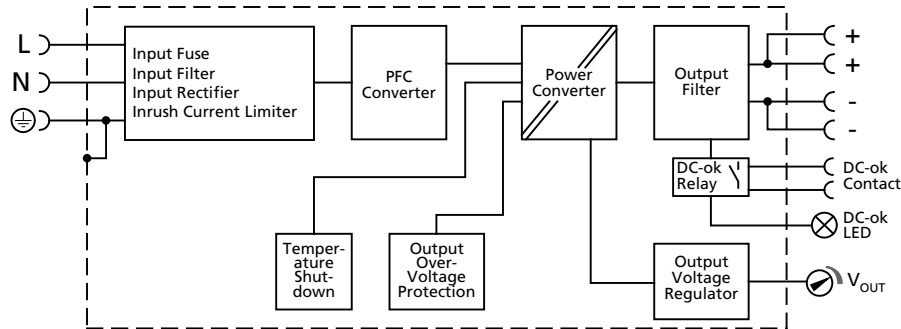 L
N
Input Fuse
Input Filter
Input Rectifier
Inrush Current Limiter
PFC
Converter
Power
Converter
Output
Filter
+
+
-
-
DC-ok
Relay
DC-ok
Contact
DC-ok
LED
Temper-
ature
Shut-
down
Output
Over-
Voltage
Protection
Output
Voltage
Regulator
VOUT